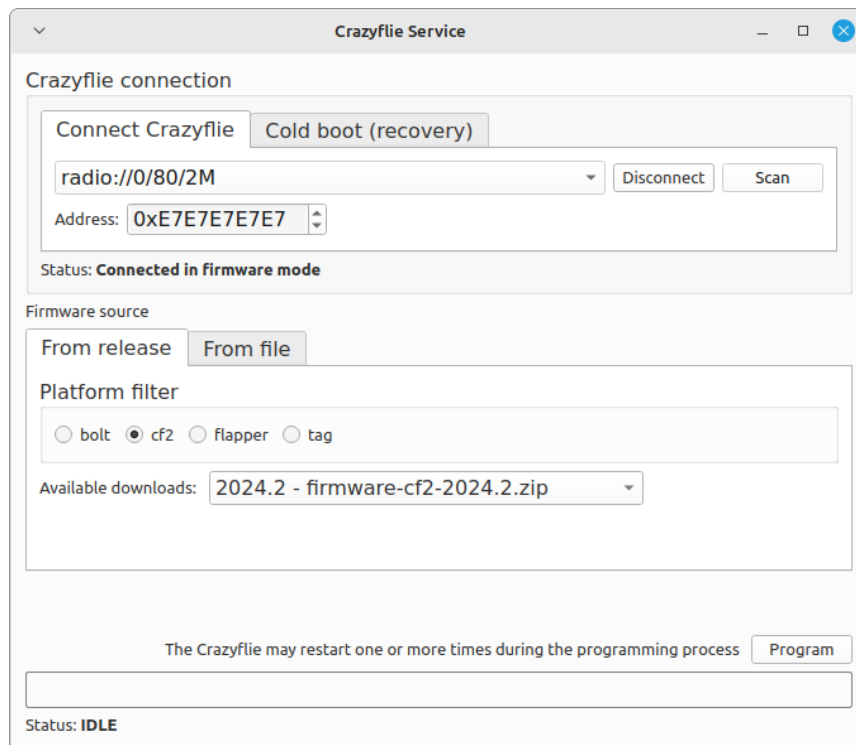 Crazyflie Service
Crazyflie connection
Connect Crazyflie Cold boot (recovery)
radio://0/80/2M Disconnect Scan
Address: 0xE7E7E7E7E7
Status: Connected in firmware mode
Firmware source
From release From file
Platform filter
bolt cf2 flapper tag
Available downloads: 2024.2 - firmware-cf2-2024.2.zip
The Crazyflie may restart one or more times during the programming process Program
Status: IDLE